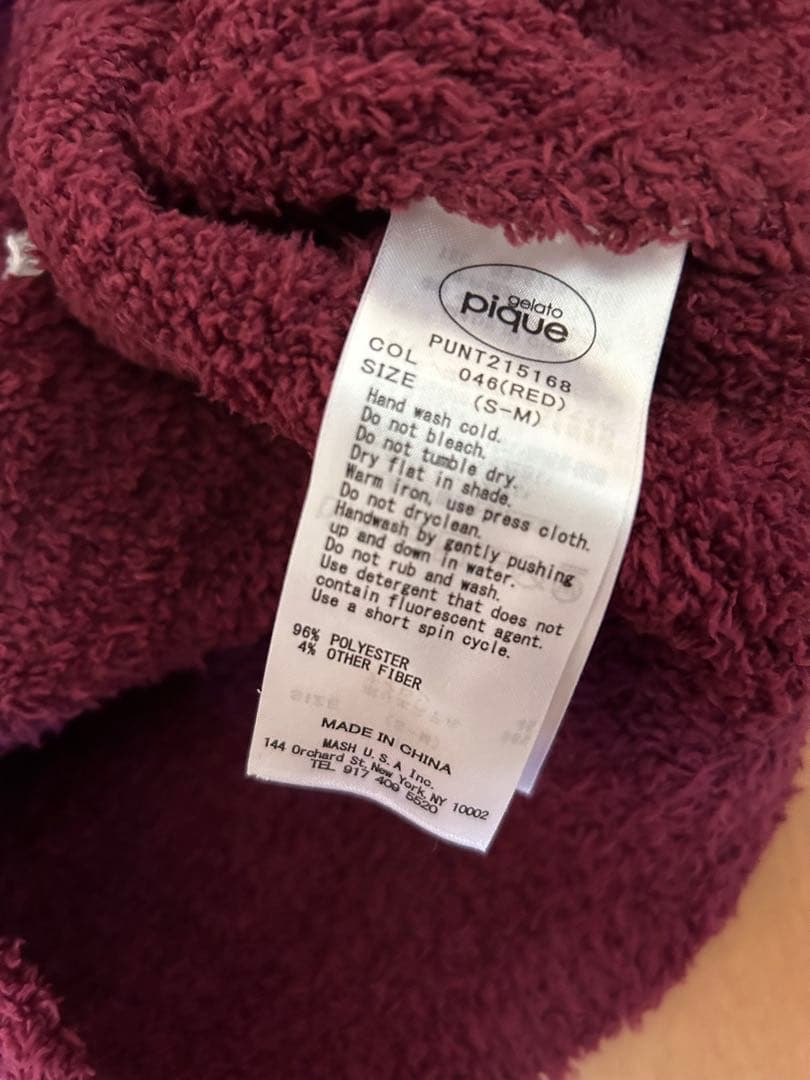 gelato
pique
PUNT215168
COL 046(RED)
SIZE (S-M)
Hand wash cold.
Do not bleach.
Do not tumble dry.
Dry flat in shade.
Warm iron, use press cloth.
Do not dryclean.
Handwash by gently pushing
up and down in water.
Do not rub and wash.
Use detergent that does not
contain fluorescent agent.
Use a short spin cycle.
96% POLYESTER
4% OTHER FIBER
MADE IN CHINA
MASH U.S.A Inc.
144 Orchard St. New York, NY 10002
TEL 917 409 5520